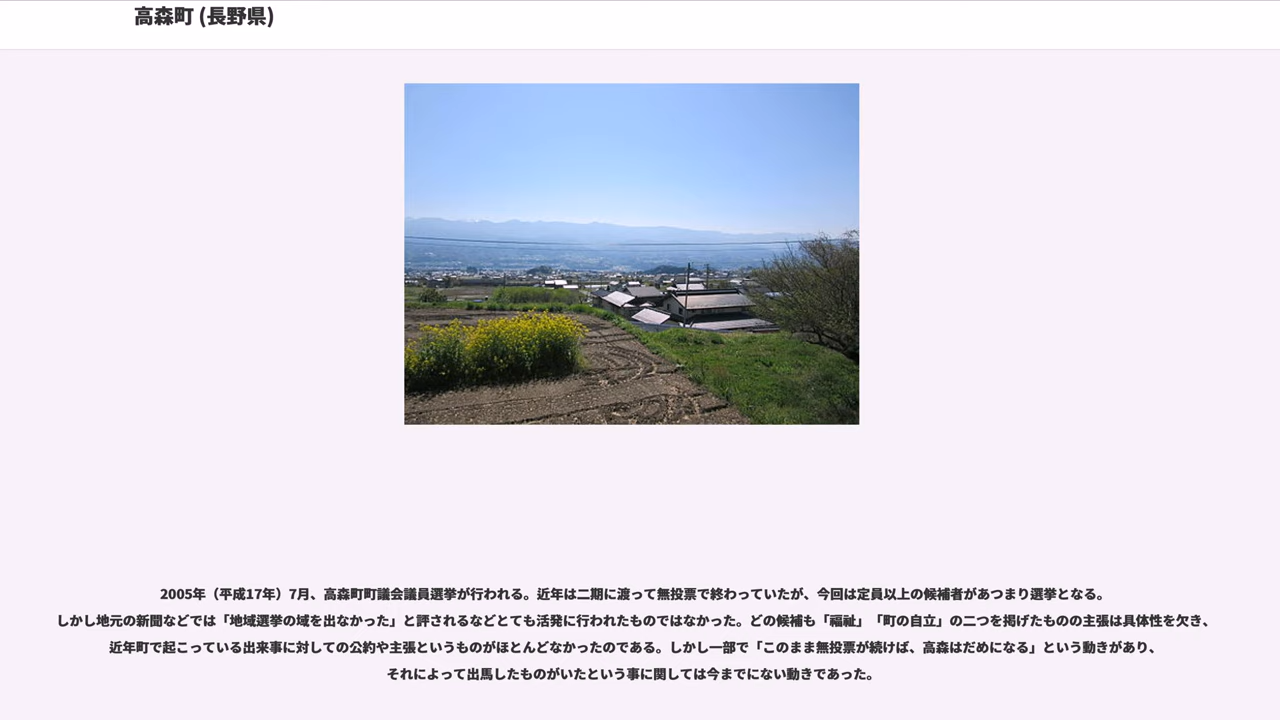 高森町 (長野県)
2005年（平成17年）7月、高森町町議会議員選挙が行われる。近年は二期に渡って無投票で終わっていたが、今回は定員以上の候補者があつまり選挙となる。
しかし地元の新聞などでは「地域選挙の域を出なかった」と評されるなどとても活発に行われたものではなかった。どの候補も「福祉」「町の自立」の二つを掲げたものの主張は具体性を欠き、
近年町で起こっている出来事に対しての公約や主張というものがほとんどなかったのである。しかし一部で「このまま無投票が続けば、高森はだめになる」という動きがあり、
それによって出馬したものがいたという事に関しては今までにない動きであった。